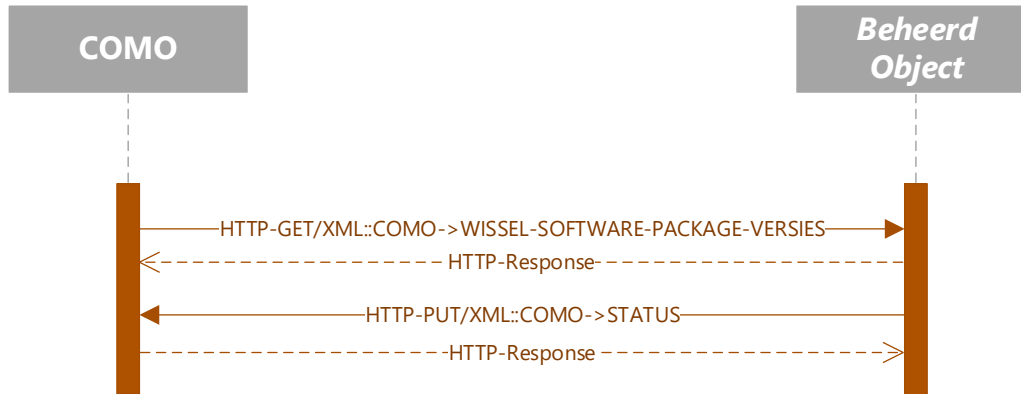 COMO
Beheerd
Object
HTTP-GET/XML::COMO->WISSEL-SOFTWARE-PACKAGE-VERSIES
HTTP-Response
HTTP-PUT/XML::COMO->STATUS
HTTP-Response